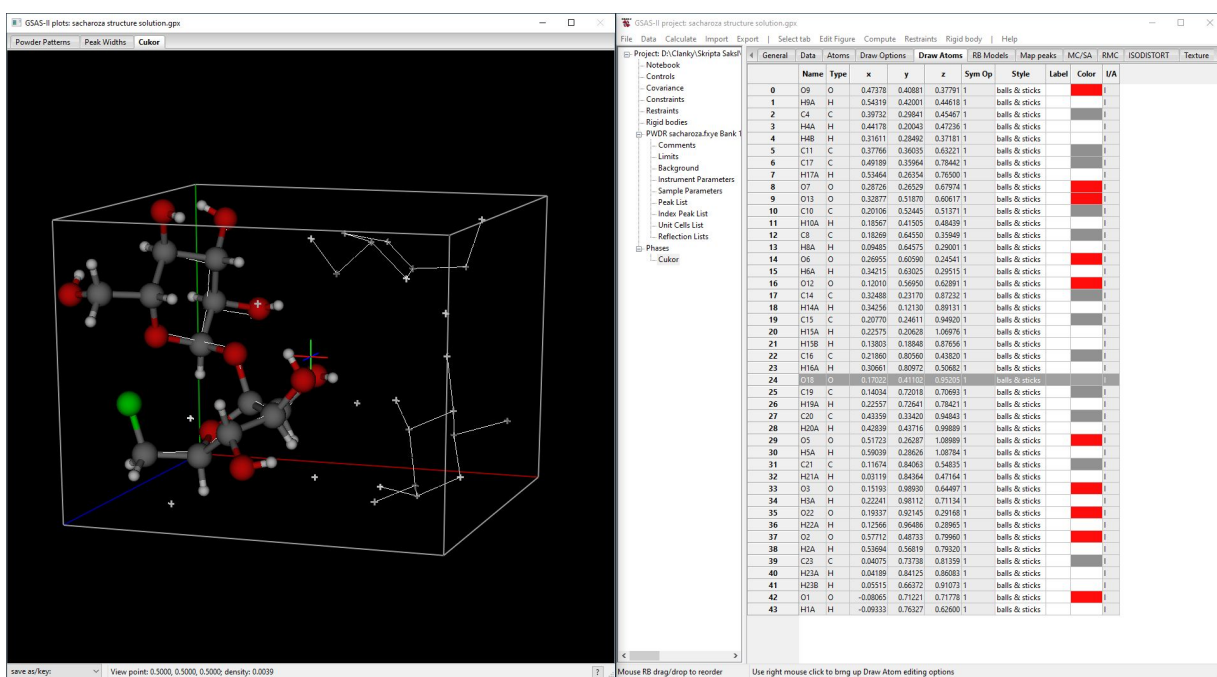 GSAS-II plots: sacharoza structure solution.gpx
Powder Patterns Peak Widths Cukor
save as/key: View point: 0.5000, 0.5000, 0.5000; density: 0.0039 ?
GSAS-II project: sacharoza structure solution.gpx
File Data Calculate Import Export | Select tab Edit Figure Compute Restraints Rigid body | Help
Project: D:\Clanky\Skripta Saksl\
Notebook
Controls
Covariance
Constraints
Restraints
Rigid bodies
PWDR sacharoza.fxye Bank 1
Comments
Limits
Background
Instrument Parameters
Sample Parameters
Peak List
Index Peak List
Unit Cells List
Reflection Lists
Phases
Cukor
General Data Atoms Draw Options Draw Atoms RB Models Map peaks MC/SA RMC ISODISTORT Texture
Name Type x y z Sym Op Style Label Color I/A
0 O9 O 0.47378 0.40881 0.37791 1 balls & sticks I
1 H9A H 0.54319 0.42001 0.44618 1 balls & sticks I
2 C4 C 0.39732 0.29841 0.45467 1 balls & sticks I
3 H4A H 0.44178 0.20043 0.47236 1 balls & sticks I
4 H4B H 0.31611 0.28492 0.37181 1 balls & sticks I
5 C11 C 0.37766 0.36035 0.63221 1 balls & sticks I
6 C17 C 0.49189 0.35964 0.78442 1 balls & sticks I
7 H17A H 0.53464 0.26354 0.76500 1 balls & sticks I
8 O7 O 0.28726 0.26529 0.67974 1 balls & sticks I
9 O13 O 0.32877 0.51870 0.60617 1 balls & sticks I
10 C10 C 0.20106 0.52445 0.51371 1 balls & sticks I
11 H10A H 0.18567 0.41505 0.48439 1 balls & sticks I
12 C8 C 0.18269 0.64550 0.35949 1 balls & sticks I
13 H8A H 0.09485 0.64575 0.29001 1 balls & sticks I
14 O6 O 0.26955 0.60590 0.24541 1 balls & sticks I
15 H6A H 0.34215 0.63025 0.29515 1 balls & sticks I
16 O12 O 0.12010 0.56950 0.62891 1 balls & sticks I
17 C14 C 0.32488 0.23170 0.87232 1 balls & sticks I
18 H14A H 0.34256 0.12130 0.89131 1 balls & sticks I
19 C15 C 0.20770 0.24611 0.94920 1 balls & sticks I
20 H15A H 0.22575 0.20628 1.06976 1 balls & sticks I
21 H15B H 0.13803 0.18848 0.87656 1 balls & sticks I
22 C16 C 0.21860 0.80560 0.43820 1 balls & sticks I
23 H16A H 0.30661 0.80972 0.50682 1 balls & sticks I
24 O18 O 0.17022 0.41102 0.95205 1 balls & sticks I
25 C19 C 0.14034 0.72018 0.70693 1 balls & sticks I
26 H19A H 0.22557 0.72641 0.78421 1 balls & sticks I
27 C20 C 0.43359 0.33420 0.94843 1 balls & sticks I
28 H20A H 0.42839 0.43716 0.99889 1 balls & sticks I
29 O5 O 0.51723 0.26287 1.08989 1 balls & sticks I
30 H5A H 0.59039 0.28626 1.08784 1 balls & sticks I
31 C21 C 0.11674 0.84063 0.54835 1 balls & sticks I
32 H21A H 0.03119 0.84364 0.47164 1 balls & sticks I
33 O3 O 0.15193 0.98930 0.64497 1 balls & sticks I
34 H3A H 0.22241 0.98112 0.71134 1 balls & sticks I
35 O22 O 0.19337 0.92145 0.29168 1 balls & sticks I
36 H22A H 0.12566 0.96486 0.28965 1 balls & sticks I
37 O2 O 0.57712 0.48733 0.79960 1 balls & sticks I
38 H2A H 0.53694 0.56819 0.79320 1 balls & sticks I
39 C23 C 0.04075 0.73738 0.81359 1 balls & sticks I
40 H23A H 0.04189 0.84125 0.86083 1 balls & sticks I
41 H23B H 0.05515 0.66372 0.91073 1 balls & sticks I
42 O1 O -0.08065 0.71221 0.71778 1 balls & sticks I
43 H1A H -0.09333 0.76327 0.62600 1 balls & sticks I
Mouse RB drag/drop to reorder Use right mouse click to brng up Draw Atom editing options